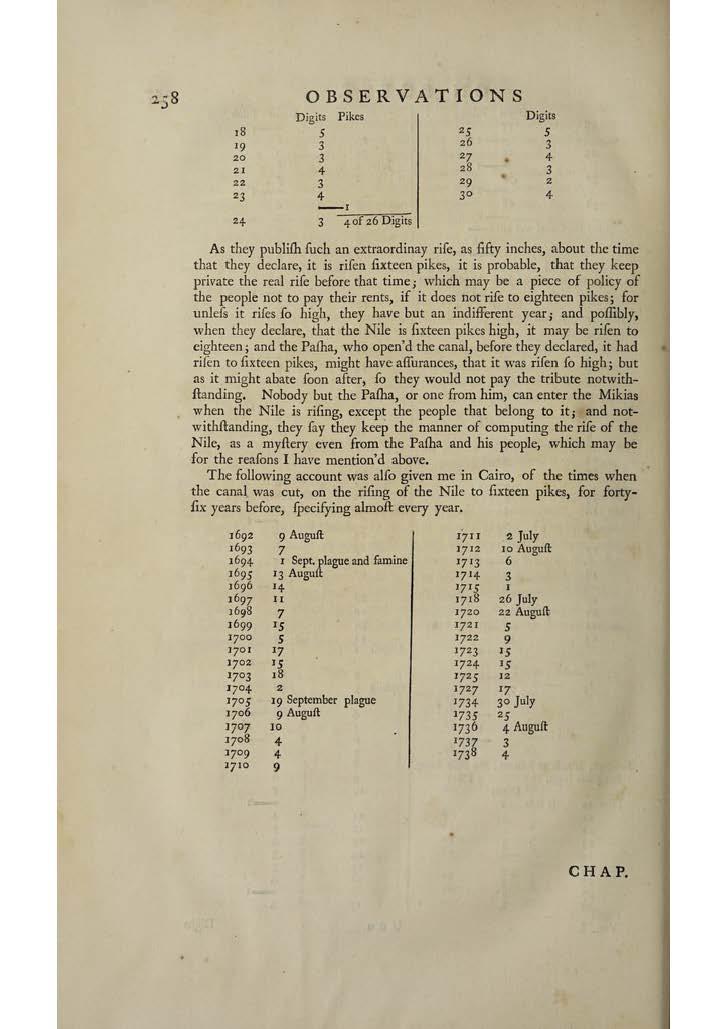 258 OBSERVATIONS
Digits Pikes
18 5
19 3
20 3
21 4
22 3
23 4
1
24 3 4 of 26 Digits
Digits
25 5
26 3
27 4
28 3
29 2
30 4
As they publiſh ſuch an extraordinay riſe, as fifty inches, about the time
that they declare, it is riſen ſixteen pikes, it is probable, that they keep
private the real riſe before that time; which may be a piece of policy of
the people not to pay their rents, if it does not riſe to eighteen pikes; for
unleſs it riſes ſo high, they have but an indifferent year; and poſſibly,
when they declare, that the Nile is ſixteen pikes high, it may be riſen to
eighteen; and the Paſha, who open'd the canal, before they declared, it had
riſen to ſixteen pikes, might have aſſurances, that it was riſen ſo high; but
as it might abate ſoon after, ſo they would not pay the tribute notwith-
ſtanding. Nobody but the Paſha, or one from him, can enter the Mikias
when the Nile is riſing, except the people that belong to it; and not-
withſtanding, they ſay they keep the manner of computing the riſe of the
Nile, as a myſtery even from the Paſha and his people, which may be
for the reaſons I have mention'd above.
The following account was alſo given me in Cairo, of the times when
the canal was cut, on the riſing of the Nile to ſixteen pikes, for forty-
ſix years before, ſpecifying almoſt every year.
1692 9 Auguſt
1693 7
1694 1 Sept. plague and famine
1695 13 Auguſt
1696 14
1697 11
1698 7
1699 15
1700 5
1701 17
1702 15
1703 18
1704 2
1705 19 September plague
1706 9 Auguſt
1707 10
1708 4
1709 4
1710 9
1711 2 July
1712 10 Auguſt
1713 6
1714 3
1715 1
1718 26 July
1720 22 Auguſt
1721 5
1722 9
1723 15
1724 15
1725 12
1727 17
1734 30 July
1735 25
1736 4 Auguſt
1737 3
1738 4
CHAP.